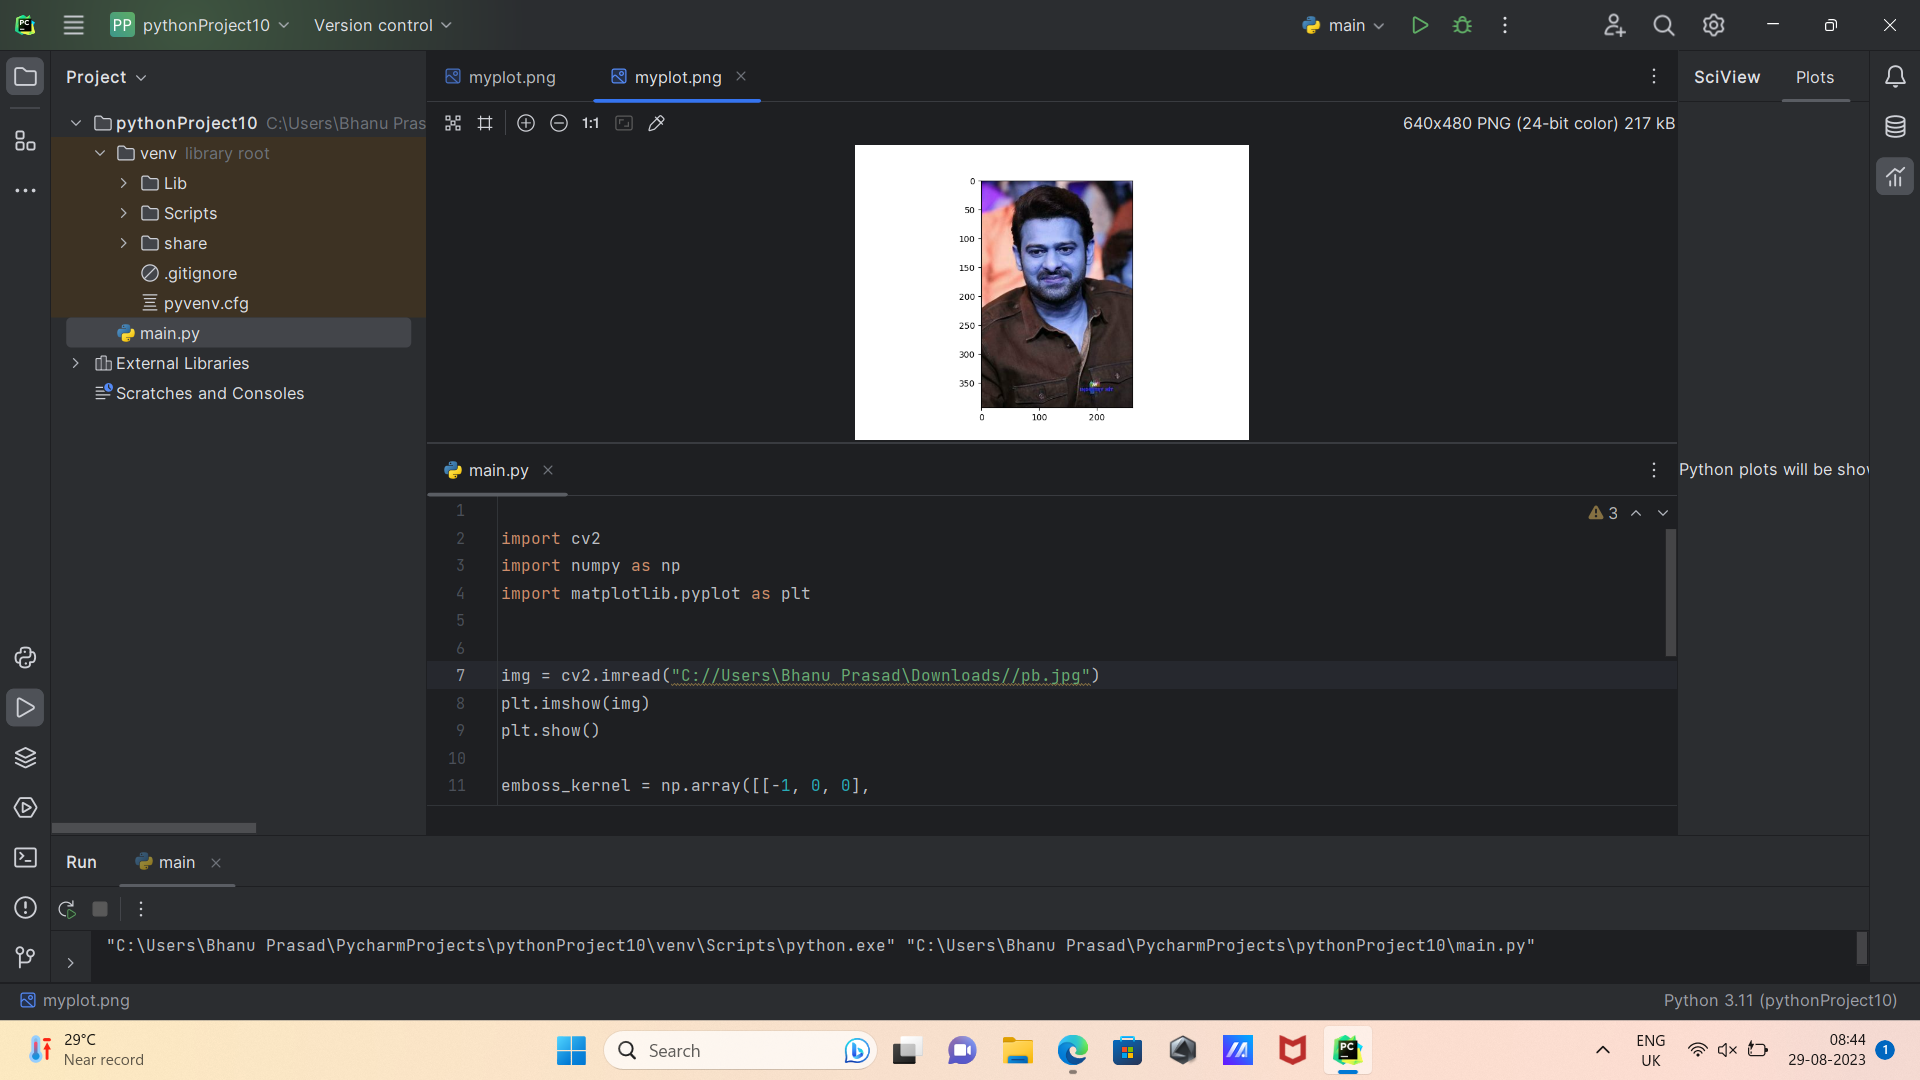 PP pythonProject10 Version control main
Project
pythonProject10 C:\Users\Bhanu Pras
venv library root
Lib
Scripts
share
.gitignore
pyvenv.cfg
main.py
External Libraries
Scratches and Consoles
myplot.png myplot.png
1:1 640x480 PNG (24-bit color) 217 kB
0
50
100
150
200
250
300
350
0 100 200
SciView Plots
Python plots will be show
main.py
3
1
2 import cv2
3 import numpy as np
4 import matplotlib.pyplot as plt
5
6
7 img = cv2.imread("C://Users\Bhanu Prasad\Downloads//pb.jpg")
8 plt.imshow(img)
9 plt.show()
10
11 emboss_kernel = np.array([[-1, 0, 0],
Run main
"C:\Users\Bhanu Prasad\PycharmProjects\pythonProject10\venv\Scripts\python.exe" "C:\Users\Bhanu Prasad\PycharmProjects\pythonProject10\main.py"
myplot.png Python 3.11 (pythonProject10)
29°C
Near record
Search
PC
ENG
UK
08:44
29-08-2023
1